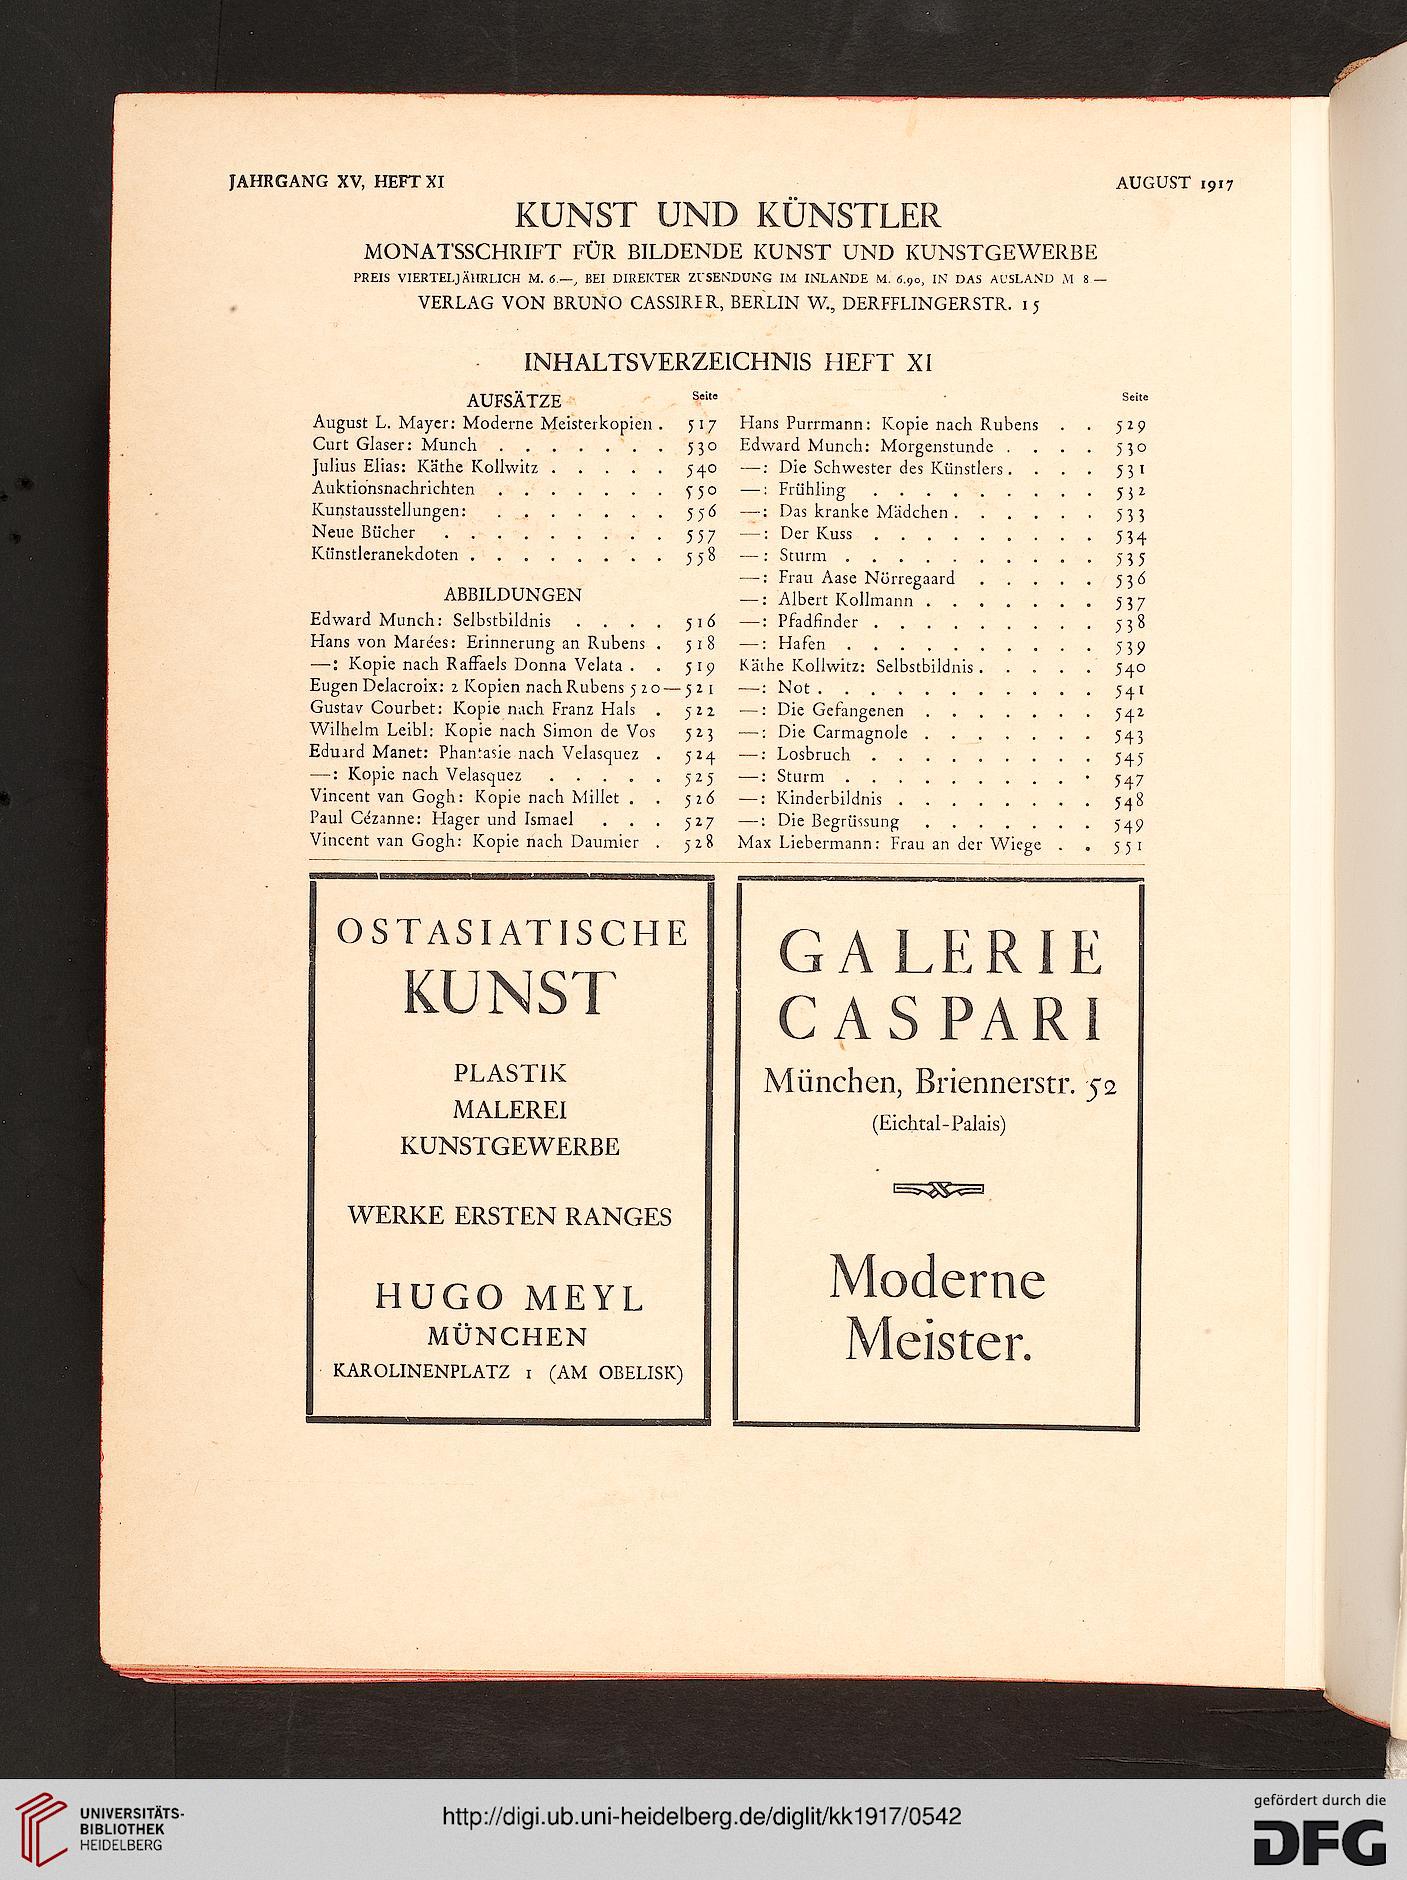 JAHRGANG XV, HEFT XI
AUGUST 1917
KUNST UND KÜNSTLER
MONATSSCHRIFT FÜR BILDENDE KUNST UND KUNSTGEWERBE
PREIS VIERTELJÄHRLICH M. 6.—, BEI DIREKTER ZUSENDUNG IM INLANDE M. 6.90, IN DAS AUSLAND M 8—
VERLAG VON BRUNO CASSIRER, BERLIN W., DERFFLINGERSTR. 15
INHALTSVERZEICHNIS HEFT XI
AUFSÄTZE Seite
August L. Mayer: Moderne Meisterkopien . 517
Curt Glaser: Munch . . . . . . . 530
Julius Elias: Käthe Kollwitz . . . . . 540
Auktionsnachrichten . . . . . . . 550
Kunstausstellungen: . . . . . . . 556
Neue Bücher . . . . . . . . . 557
Künstleranekdoten . . . . . . . . 558
ABBILDUNGEN
Edward Munch: Selbstbildnis . . . . 516
Hans von Marées: Erinnerung an Rubens . 518
—: Kopie nach Raffaels Donna Velata . . 519
Eugen Delacroix: 2 Kopien nach Rubens 520—521
Gustav Courbet: Kopie nach Franz Hals . 522
Wilhelm Leibl: Kopie nach Simon de Vos 523
Eduard Manet: Phantasie nach Velasquez . 524
—: Kopie nach Velasquez . . . . . 525
Vincent van Gogh: Kopie nach Millet . . 526
Paul Cézanne: Hager und Ismael . . . 527
Vincent van Gogh: Kopie nach Daumier . 528
Seite
Hans Purrmann: Kopie nach Rubens . . 529
Edward Munch: Morgenstunde . . . . 530
—: Die Schwester des Künstlers . . . . 531
—: Frühling . . . . . . . . . 532
—: Das kranke Mädchen . . . . . . 533
—: Der Kuss . . . . . . . . . 534
—: Sturm . . . . . . . . . . 535
—: Frau Aase Nörregaard . . . . . 536
—: Albert Kollmann . . . . . . . 537
—: Pfadfinder . . . . . . . . . 538
—: Hafen . . . . . . . . . . 539
Käthe Kollwitz: Selbstbildnis . . . . . 540
—: Not . . . . . . . . . . . 541
—: Die Gefangenen . . . . . . . 542
—: Die Carmagnole . . . . . . . 543
—: Losbruch . . . . . . . . . 545
—: Sturm . . . . . . . . . . 547
—: Kinderbildnis . . . . . . . . 548
—: Die Begrüssung . . . . . . . 549
Max Liebermann: Frau an der Wiege . . 551
OSTASIATISCHE
KUNST
PLASTIK
MALEREI
KUNSTGEWERBE
WERKE ERSTEN RANGES
HUGO MEYL
MÜNCHEN
KAROLINENPLATZ 1 (AM OBELISK)
GALERIE
CASPARI
München, Briennerstr. 52
(Eichtal-Palais)
Moderne
Meister.
UNIVERSITÄTS-
BIBLIOTHEK
HEIDELBERG
http://digi.ub.uni-heidelberg.de/diglit/kk1917/0542
gefördert durch die
DFG